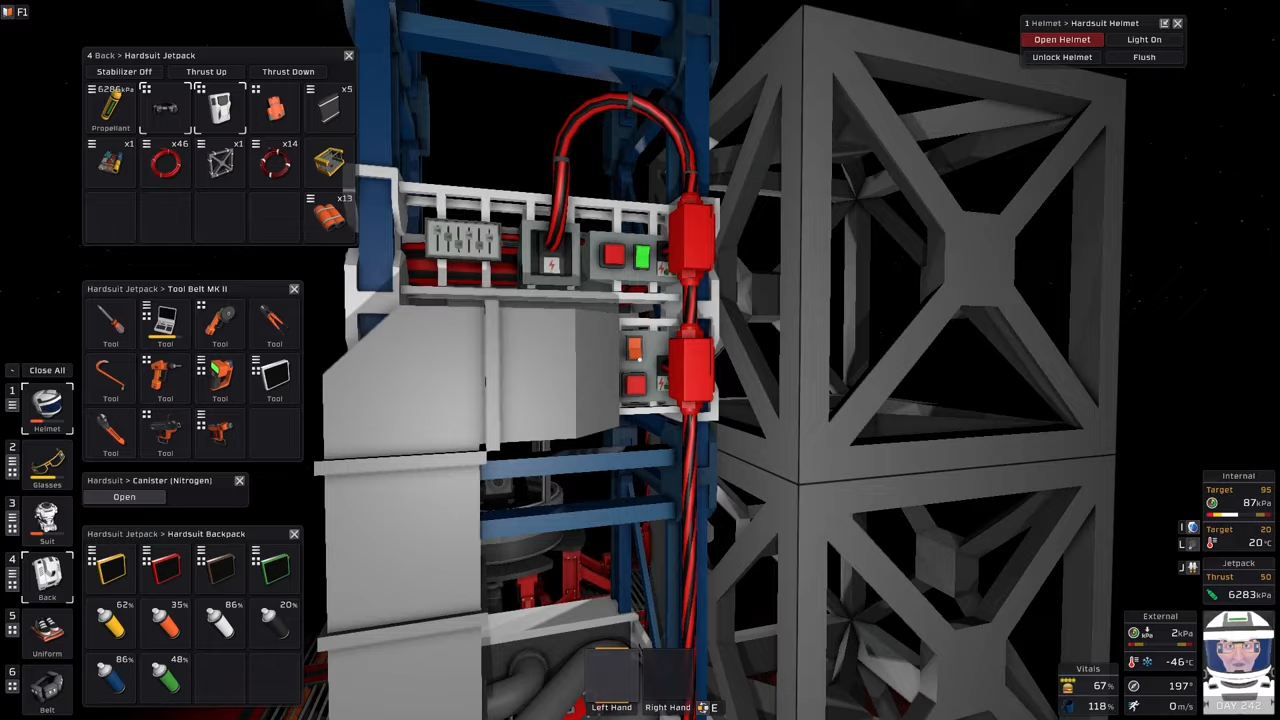 F1
4 Back > Hardsuit Jetpack
Stabilizer Off
Thrust Up
Thrust Down
6286kPa
x5
Propellant
x1
x46
x1
x14
x13
Hardsuit Jetpack > Tool Belt MK II
Tool
Tool
Tool
Tool
Tool
Tool
Tool
Tool
Tool
Tool
Tool
Hardsuit > Canister (Nitrogen)
Open
Hardsuit Jetpack > Hardsuit Backpack
62%
35%
86%
20%
86%
48%
~
Close All
1
Helmet
2
Glasses
3
Suit
4
Back
5
Uniform
6
Belt
1 Helmet > Hardsuit Helmet
Open Helmet
Light On
Unlock Helmet
Flush
Left Hand
Right Hand
E
Internal
Target 95
87kPa
Target 20
20°C
I
L
J
Jetpack
Thrust 50
6283kPa
External
kPa
2kPa
-46°C
197°
0m/s
Vitals
67%
118%
DAY 242